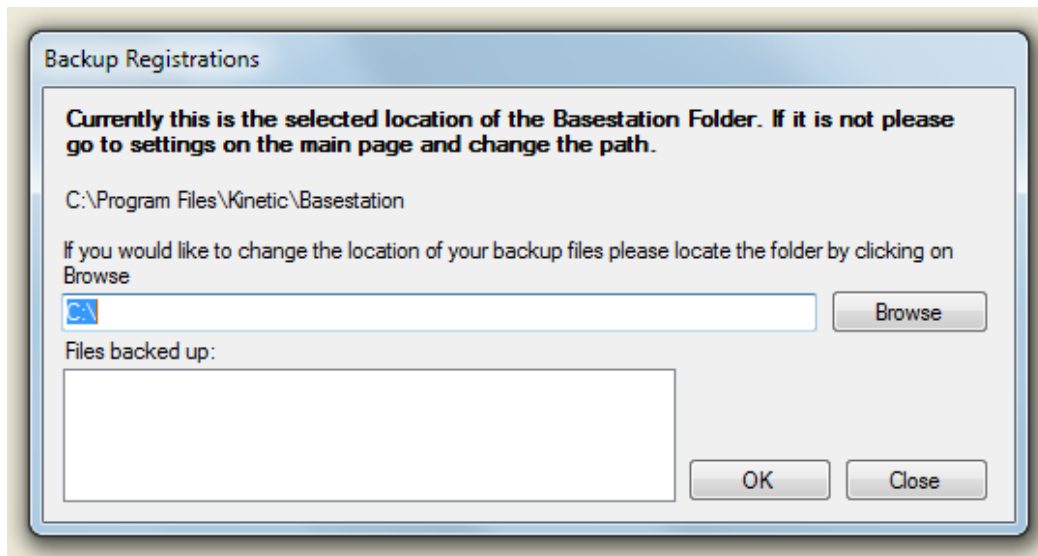 Backup Registrations
Currently this is the selected location of the Basestation Folder. If it is not please
go to settings on the main page and change the path.
C:\Program Files\Kinetic\Basestation
If you would like to change the location of your backup files please locate the folder by clicking on
Browse
C:\
Browse
Files backed up:
OK
Close